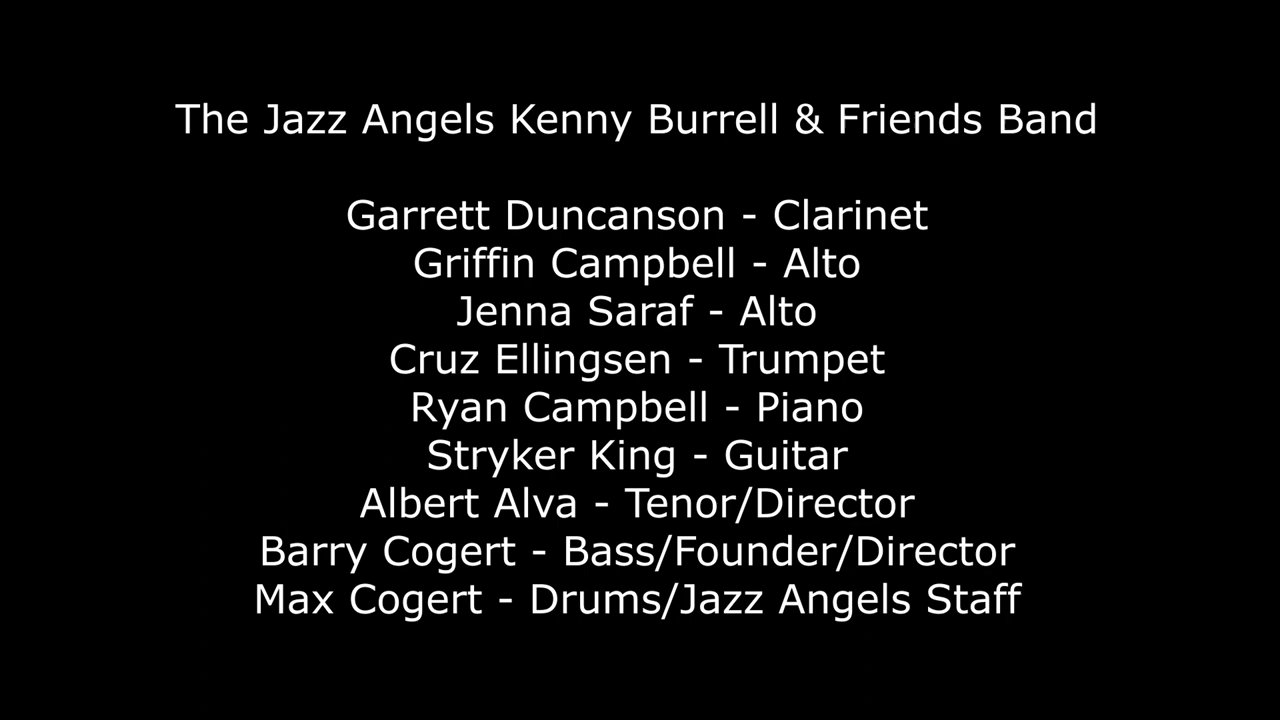 The Jazz Angels Kenny Burrell & Friends Band
Garrett Duncanson - Clarinet
Griffin Campbell - Alto
Jenna Saraf - Alto
Cruz Ellingsen - Trumpet
Ryan Campbell - Piano
Stryker King - Guitar
Albert Alva - Tenor/Director
Barry Cogert - Bass/Founder/Director
Max Cogert - Drums/Jazz Angels Staff